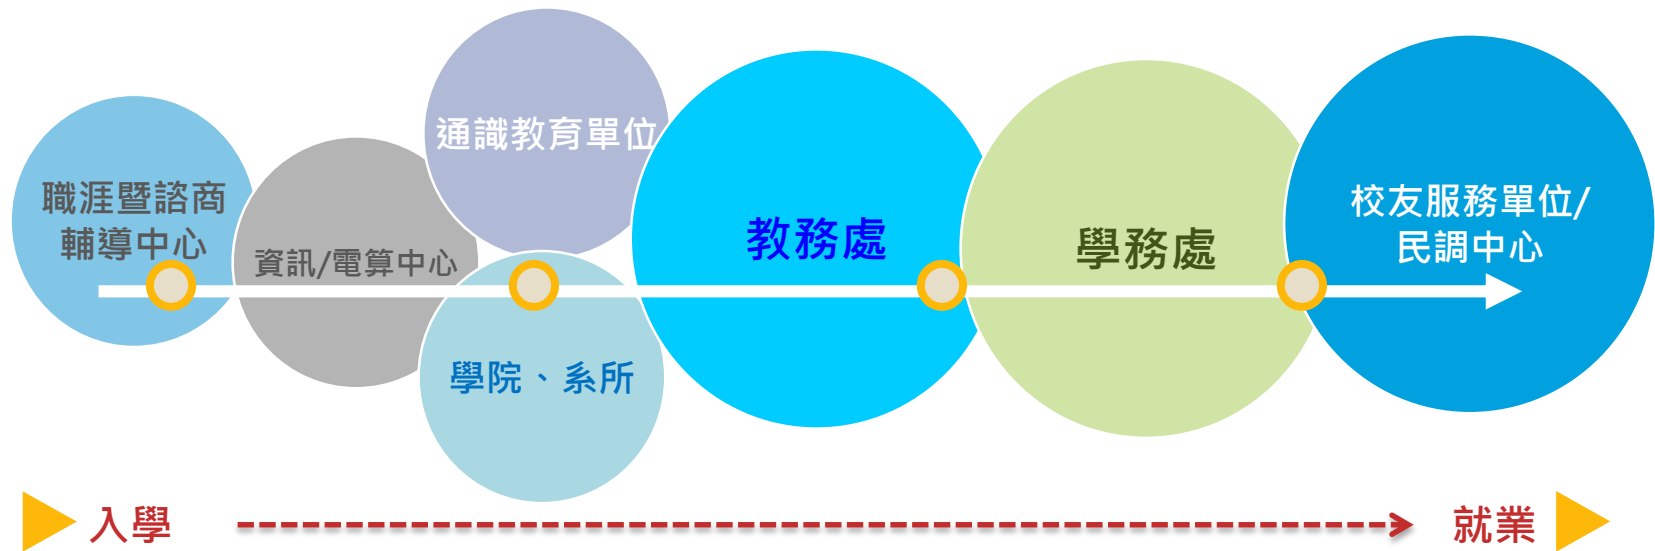 職涯暨諮商
輔導中心
資訊/電算中心
通識教育單位
學院、系所
教務處
學務處
校友服務單位/
民調中心
入學
就業